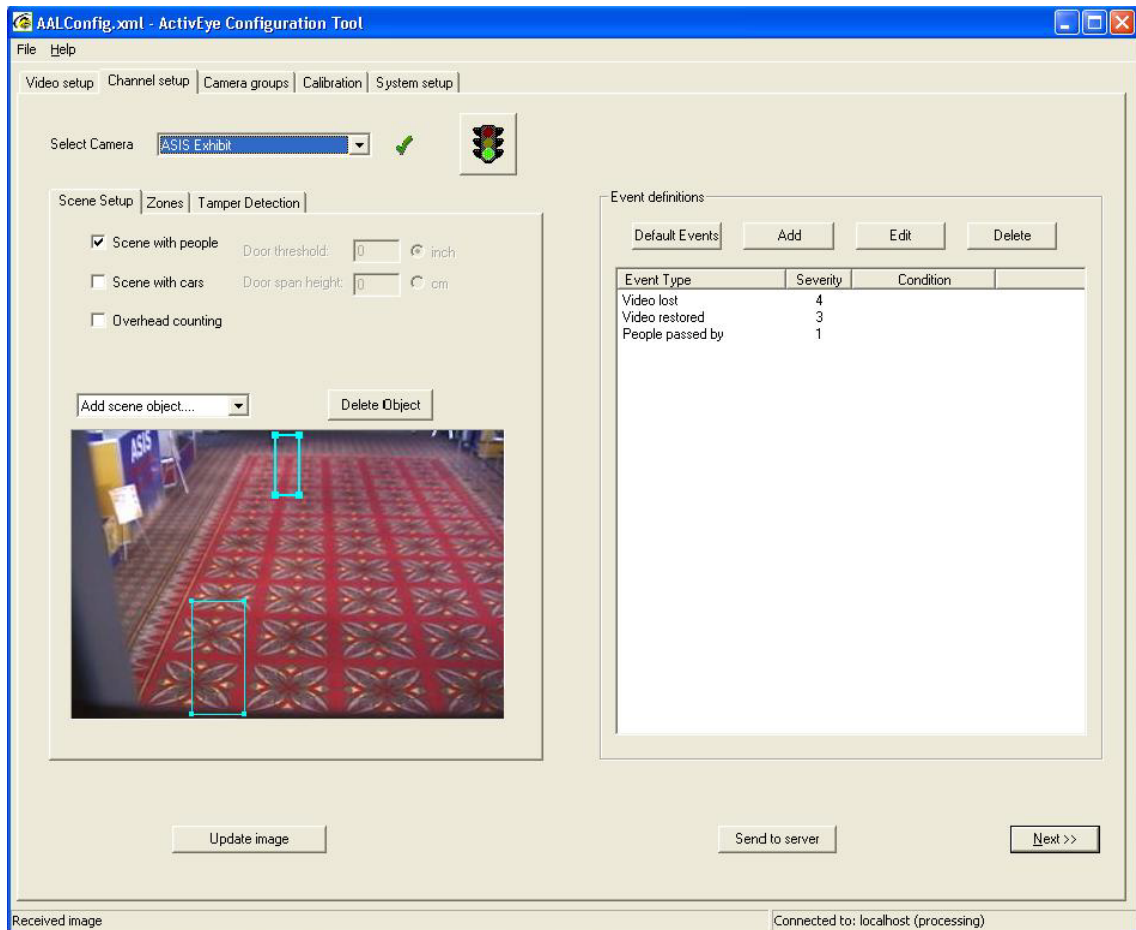 AALConfig.xml - ActivEye Configuration Tool
File Help
Video setup Channel setup Camera groups Calibration System setup
Select Camera ASIS Exhibit
Scene Setup Zones Tamper Detection
Scene with people Door threshold: 0 inch
Scene with cars Door span height: 0 cm
Overhead counting
Add scene object.... Delete Object
ASIS
Update image
Event definitions
Default Events Add Edit Delete
Event Type Severity Condition
Video lost 4
Video restored 3
People passed by 1
Send to server Next >>
Received image Connected to: localhost (processing)